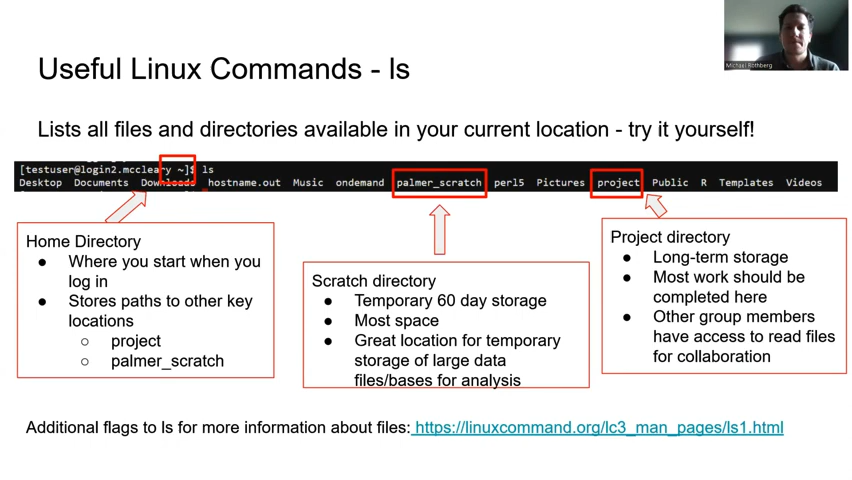 Michael Rothberg
Useful Linux Commands - ls
Lists all files and directories available in your current location - try it yourself!
[testuser@login2.mccleary ~]$ ls
Desktop Documents Downloads hostname.out Music ondemand palmer_scratch perl5 Pictures project Public R Templates Videos
Home Directory
● Where you start when you
log in
● Stores paths to other key
locations
○ project
○ palmer_scratch
Scratch directory
● Temporary 60 day storage
● Most space
● Great location for temporary
storage of large data
files/bases for analysis
Project directory
● Long-term storage
● Most work should be
completed here
● Other group members
have access to read files
for collaboration
Additional flags to ls for more information about files: https://linuxcommand.org/lc3_man_pages/ls1.html